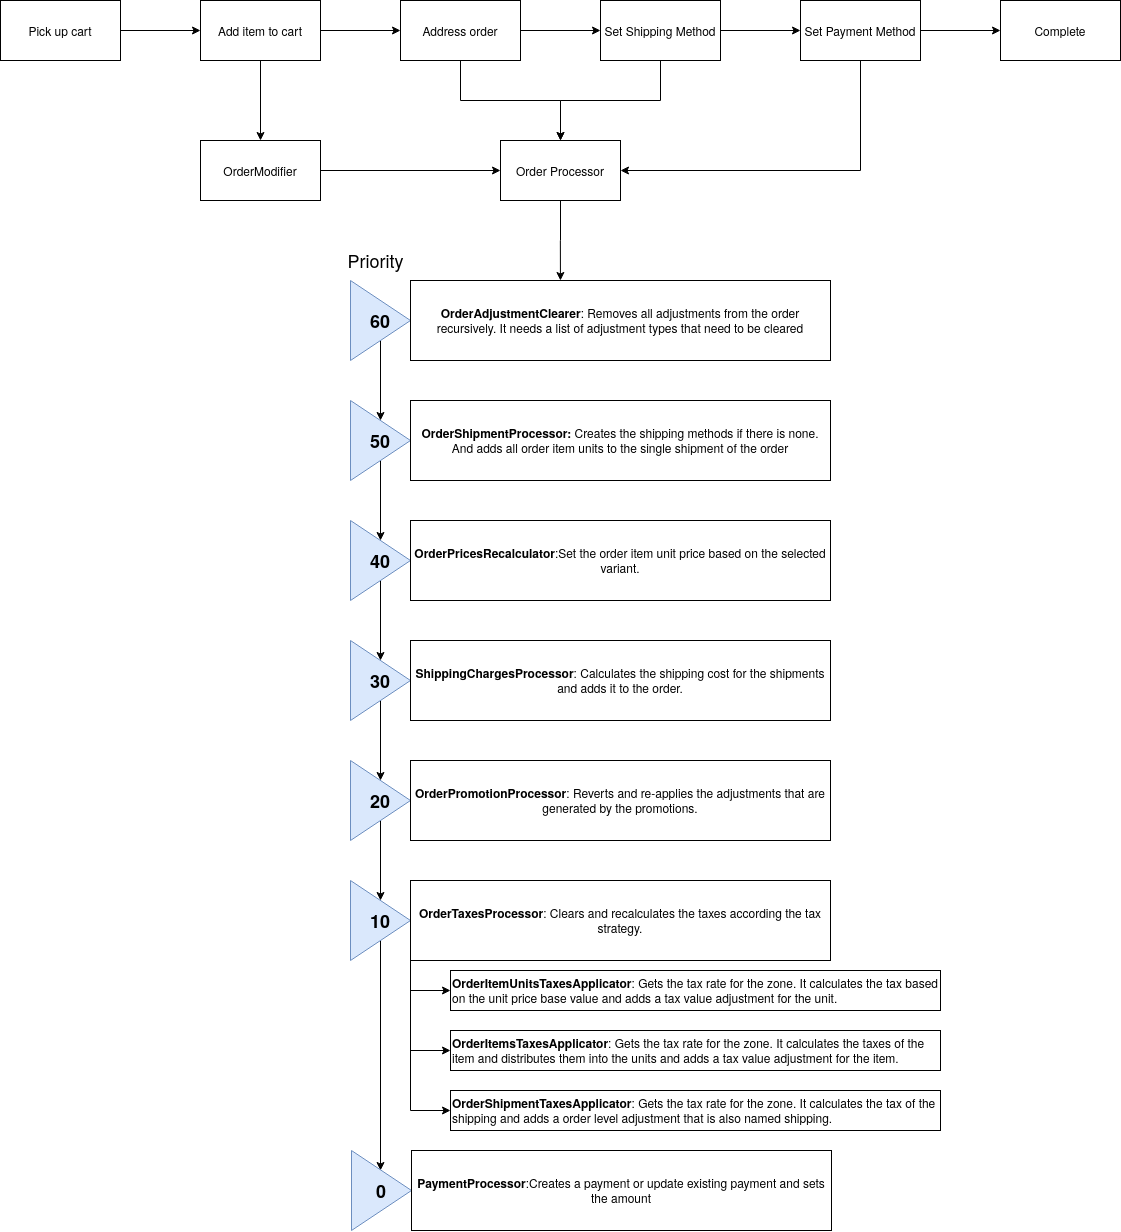 Pick up cart
Add item to cart
Address order
Set Shipping Method
Set Payment Method
Complete
OrderModifier
Order Processor
Priority
60
OrderAdjustmentClearer: Removes all adjustments from the order
recursively. It needs a list of adjustment types that need to be cleared
50
OrderShipmentProcessor: Creates the shipping methods if there is none.
And adds all order item units to the single shipment of the order
40
OrderPricesRecalculator:Set the order item unit price based on the selected
variant.
30
ShippingChargesProcessor: Calculates the shipping cost for the shipments
and adds it to the order.
20
OrderPromotionProcessor: Reverts and re-applies the adjustments that are
generated by the promotions.
10
OrderTaxesProcessor: Clears and recalculates the taxes according the tax
strategy.
OrderItemUnitsTaxesApplicator: Gets the tax rate for the zone. It calculates the tax based
on the unit price base value and adds a tax value adjustment for the unit.
OrderItemsTaxesApplicator: Gets the tax rate for the zone. It calculates the taxes of the
item and distributes them into the units and adds a tax value adjustment for the item.
OrderShipmentTaxesApplicator: Gets the tax rate for the zone. It calculates the tax of the
shipping and adds a order level adjustment that is also named shipping.
0
PaymentProcessor:Creates a payment or update existing payment and sets
the amount